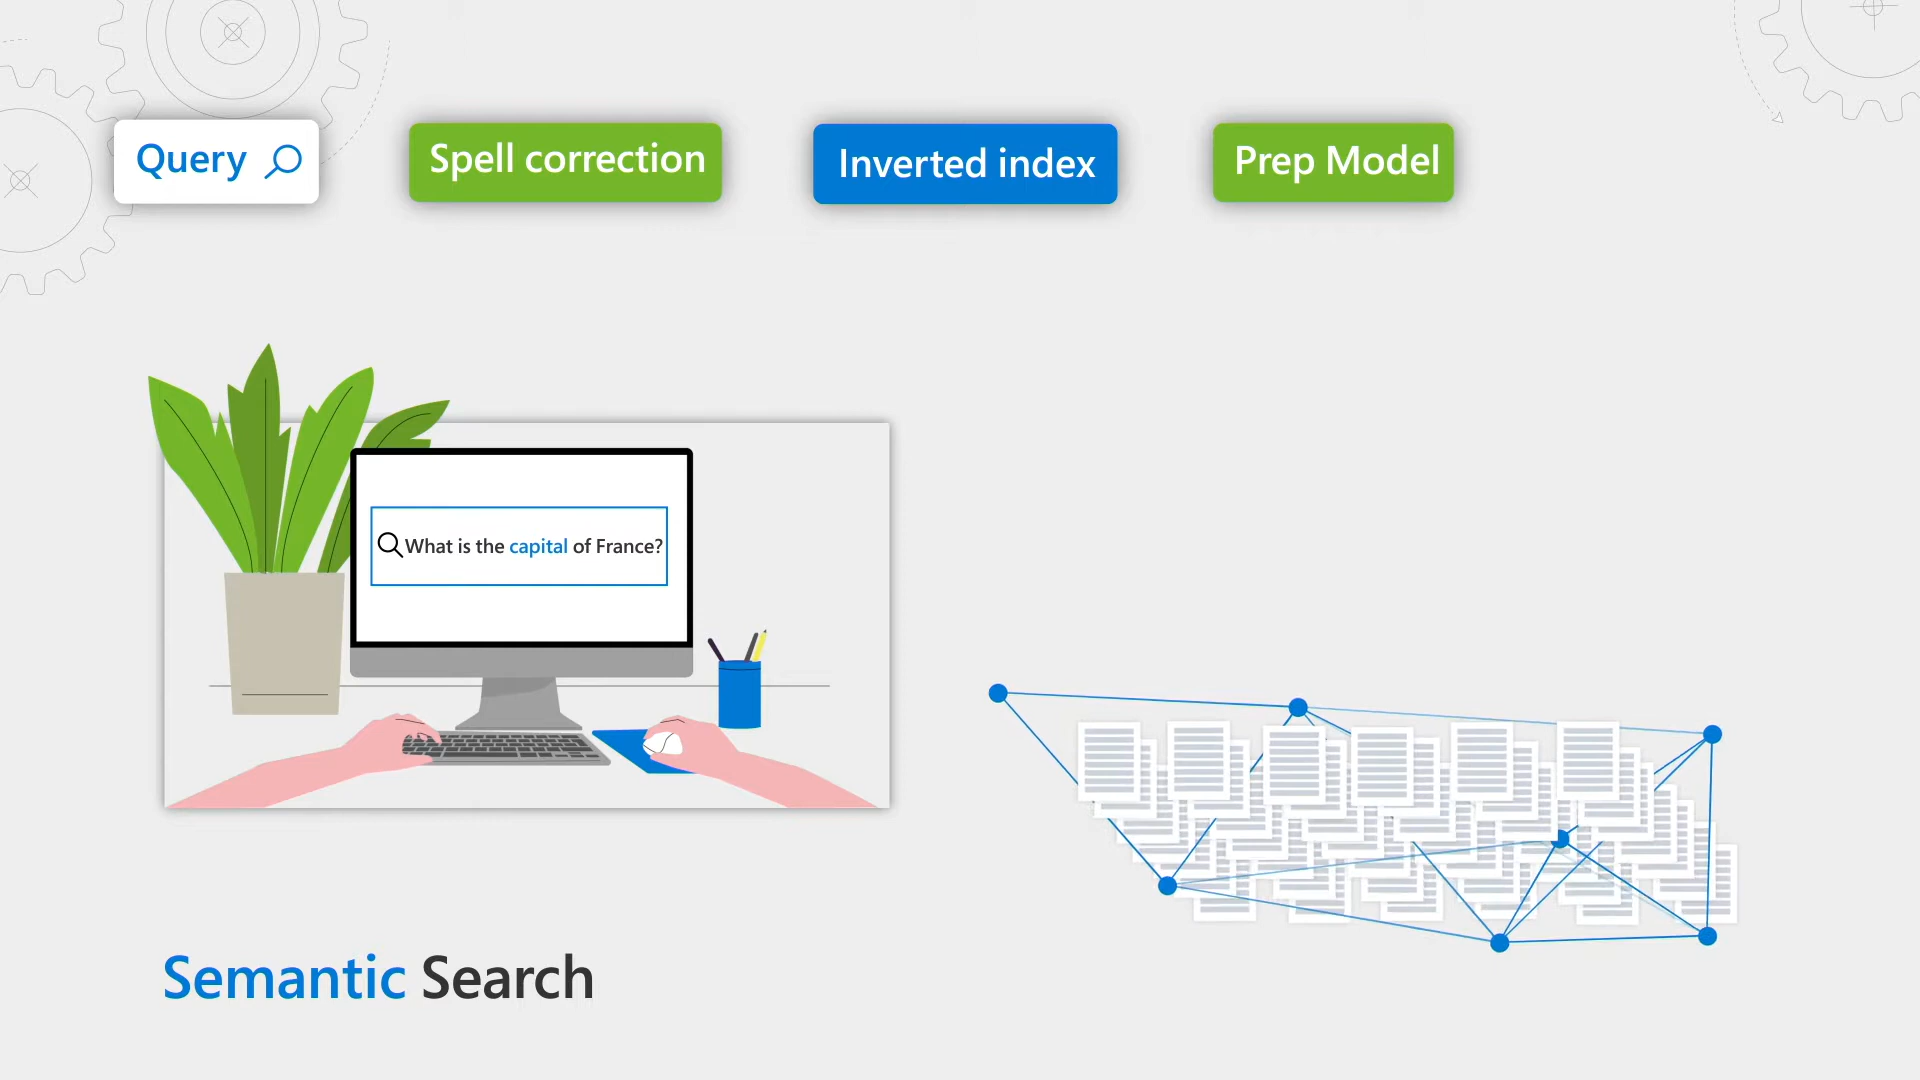 Query
Spell correction
Inverted index
Prep Model
What is the capital of France?
Semantic Search